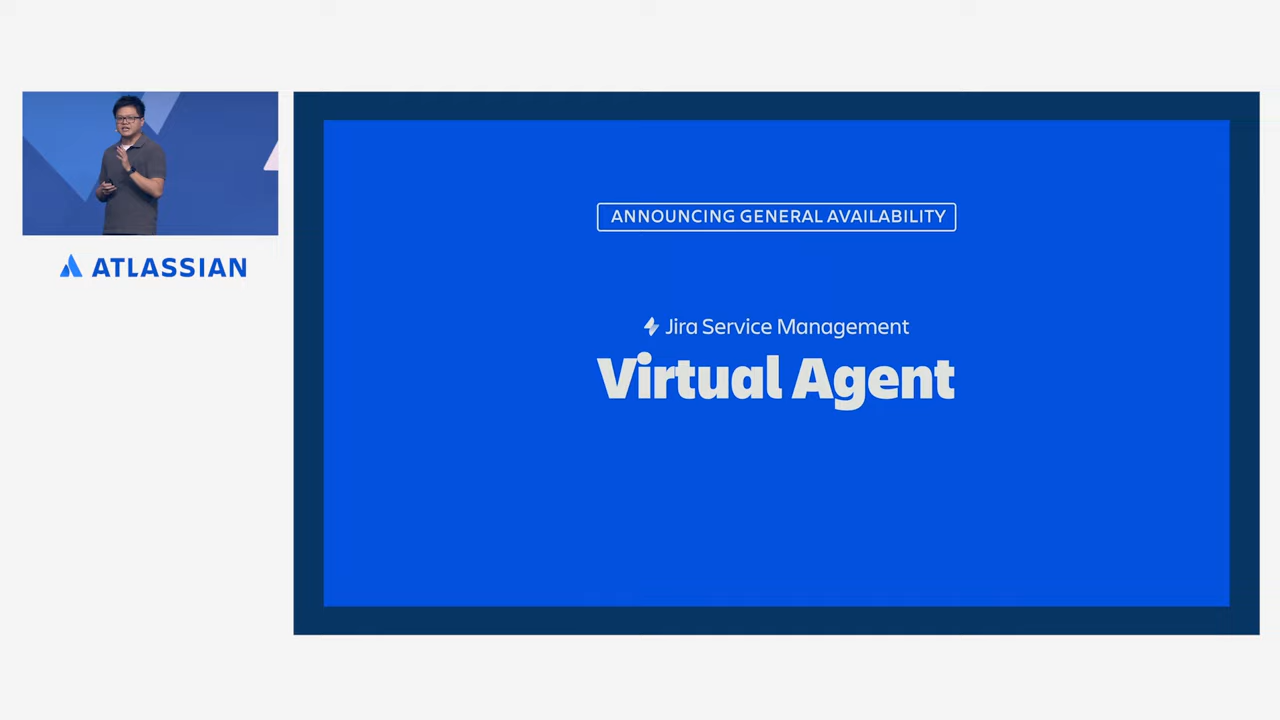 ATLASSIAN
ANNOUNCING GENERAL AVAILABILITY
Jira Service Management
Virtual Agent